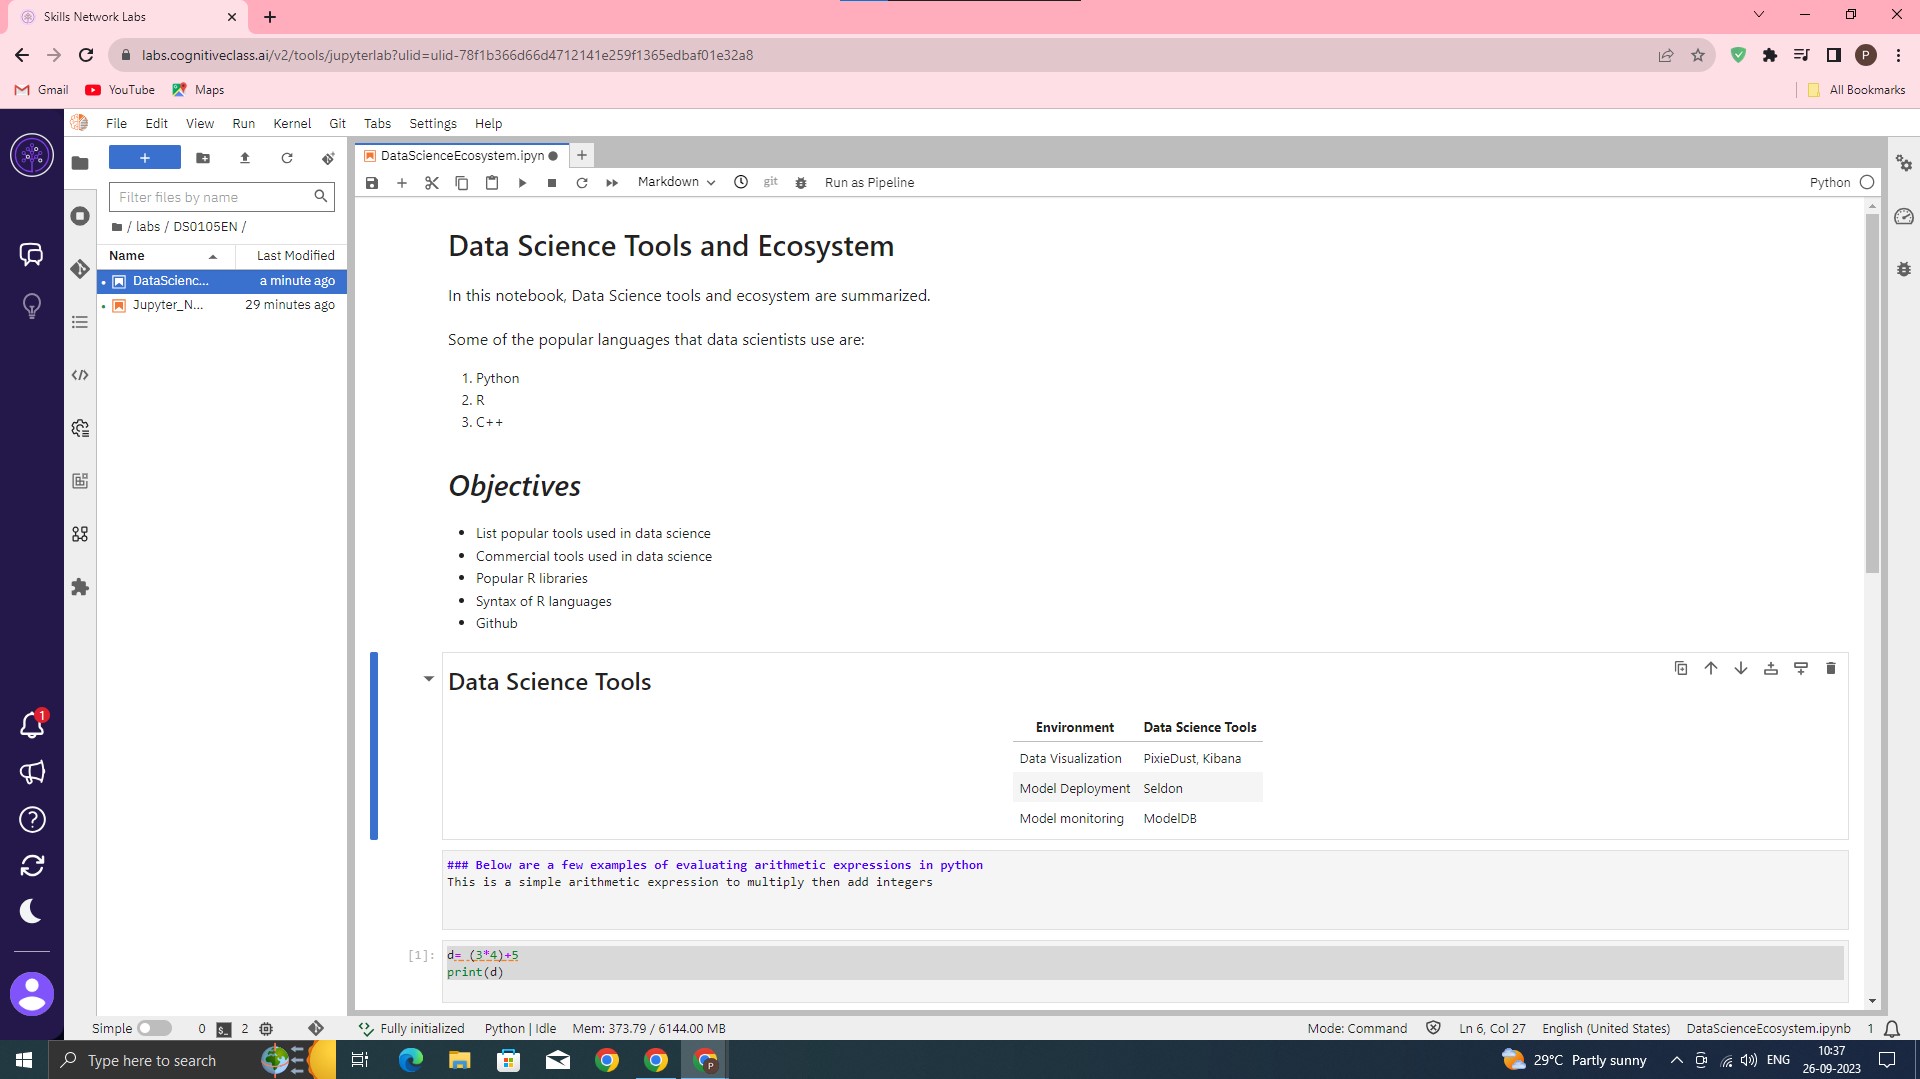 Skills Network Labs
labs.cognitiveclass.ai/v2/tools/jupyterlab?ulid=ulid-78f1b366d66d4712141e259f1365edbaf01e32a8
P
Gmail YouTube Maps All Bookmarks
File Edit View Run Kernel Git Tabs Settings Help
DataScienceEcosystem.ipyn
Filter files by name
Markdown git Run as Pipeline Python
/ labs / DS0105EN /
Name Last Modified
DataScienc... a minute ago
Jupyter_N... 29 minutes ago
Data Science Tools and Ecosystem
In this notebook, Data Science tools and ecosystem are summarized.
Some of the popular languages that data scientists use are:
1. Python
2. R
3. C++
Objectives
• List popular tools used in data science
• Commercial tools used in data science
• Popular R libraries
• Syntax of R languages
• Github
Data Science Tools
Environment Data Science Tools
Data Visualization PixieDust, Kibana
Model Deployment Seldon
Model monitoring ModelDB
### Below are a few examples of evaluating arithmetic expressions in python
This is a simple arithmetic expression to multiply then add integers
[1]: d= (3*4)+5
print(d)
1
Simple 0 2 Fully initialized Python | Idle Mem: 373.79 / 6144.00 MB Mode: Command Ln 6, Col 27 English (United States) DataScienceEcosystem.ipynb 1
Type here to search P 29°C Partly sunny ENG 10:37
26-09-2023